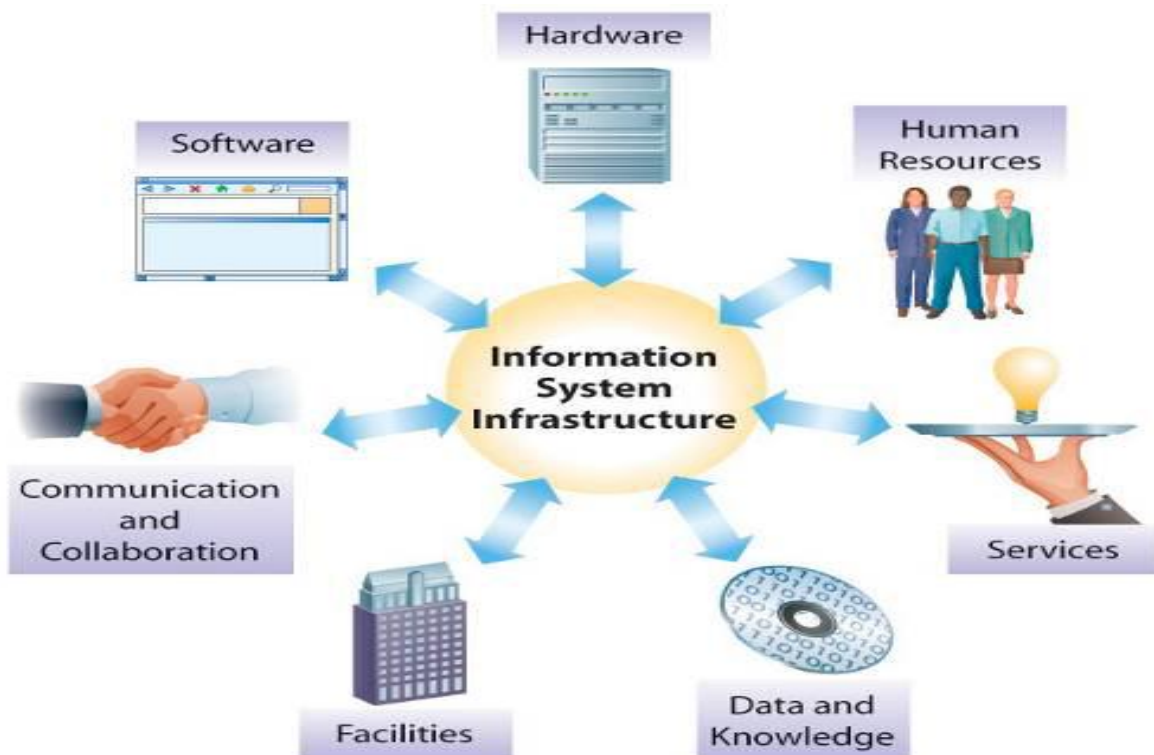 Hardware
Software
Human
Resources
Information
System
Infrastructure
Communication
and
Collaboration
Services
Facilities
Data and
Knowledge